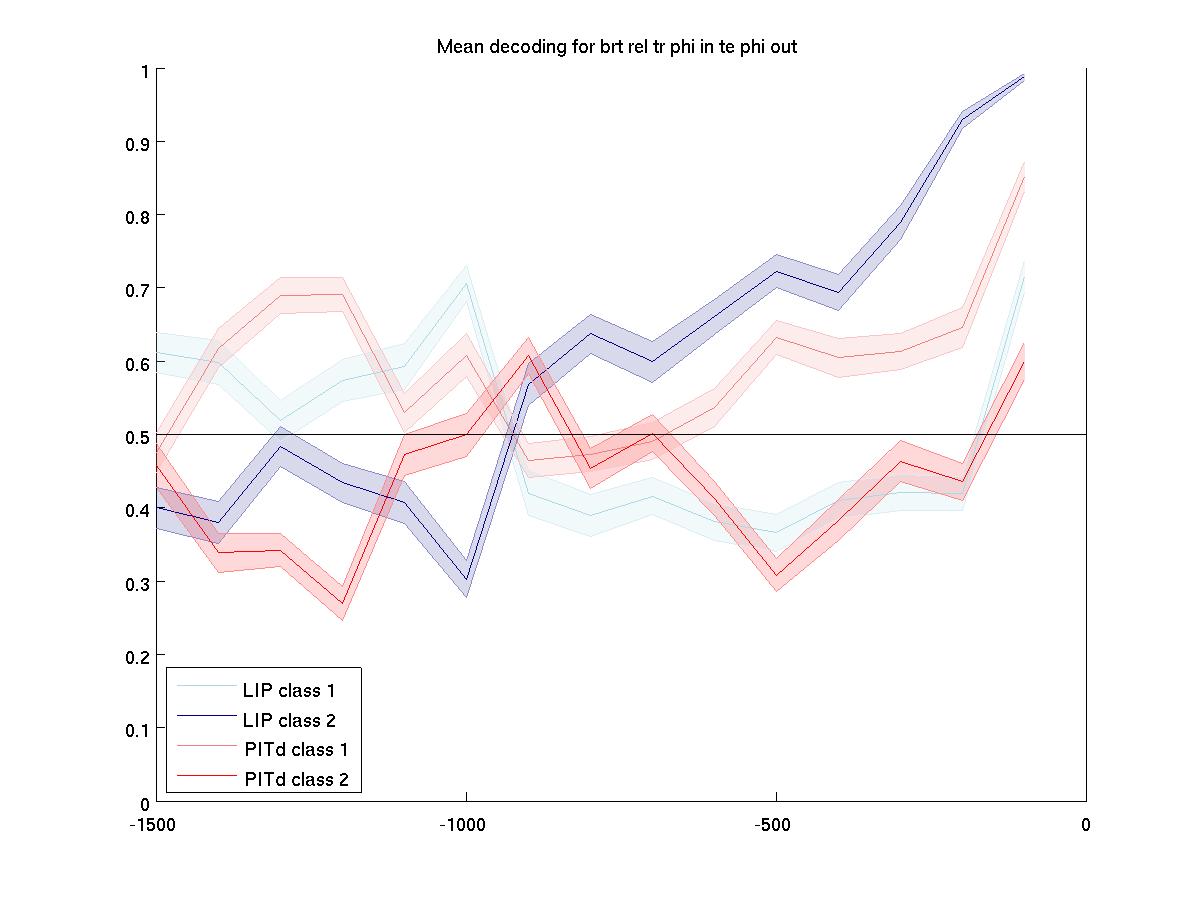 Mean decoding for brt rel tr phi in te phi out
1
0.9
0.8
0.7
0.6
0.5
0.4
0.3
0.2
0.1
0
LIP class 1
LIP class 2
PITd class 1
PITd class 2
-1500 -1000 -500 0